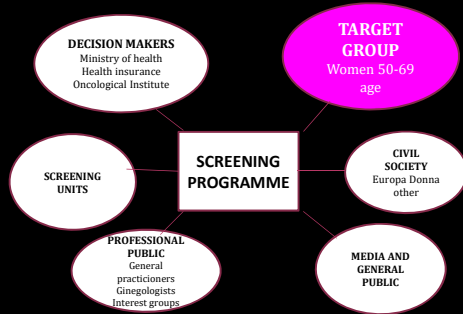 DECISION MAKERS
Ministry of health
Health insurance
Oncological Institute
TARGET
GROUP
Women 50-69
age
SCREENING
PROGRAMME
SCREENING
UNITS
CIVIL
SOCIETY
Europa Donna
other
PROFESSIONAL
PUBLIC
General
practicioners
Ginegologists
Interest groups
MEDIA AND
GENERAL
PUBLIC